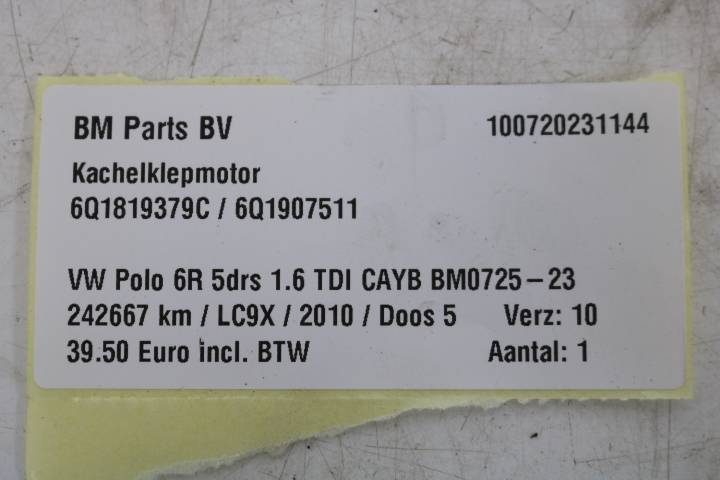 BM Parts BV 100720231144
Kachelklepmotor
6Q1819379C / 6Q1907511
VW Polo 6R 5drs 1.6 TDI CAYB BM0725-23
242667 km / LC9X / 2010 / Doos 5 Verz: 10
39.50 Euro incl. BTW Aantal: 1